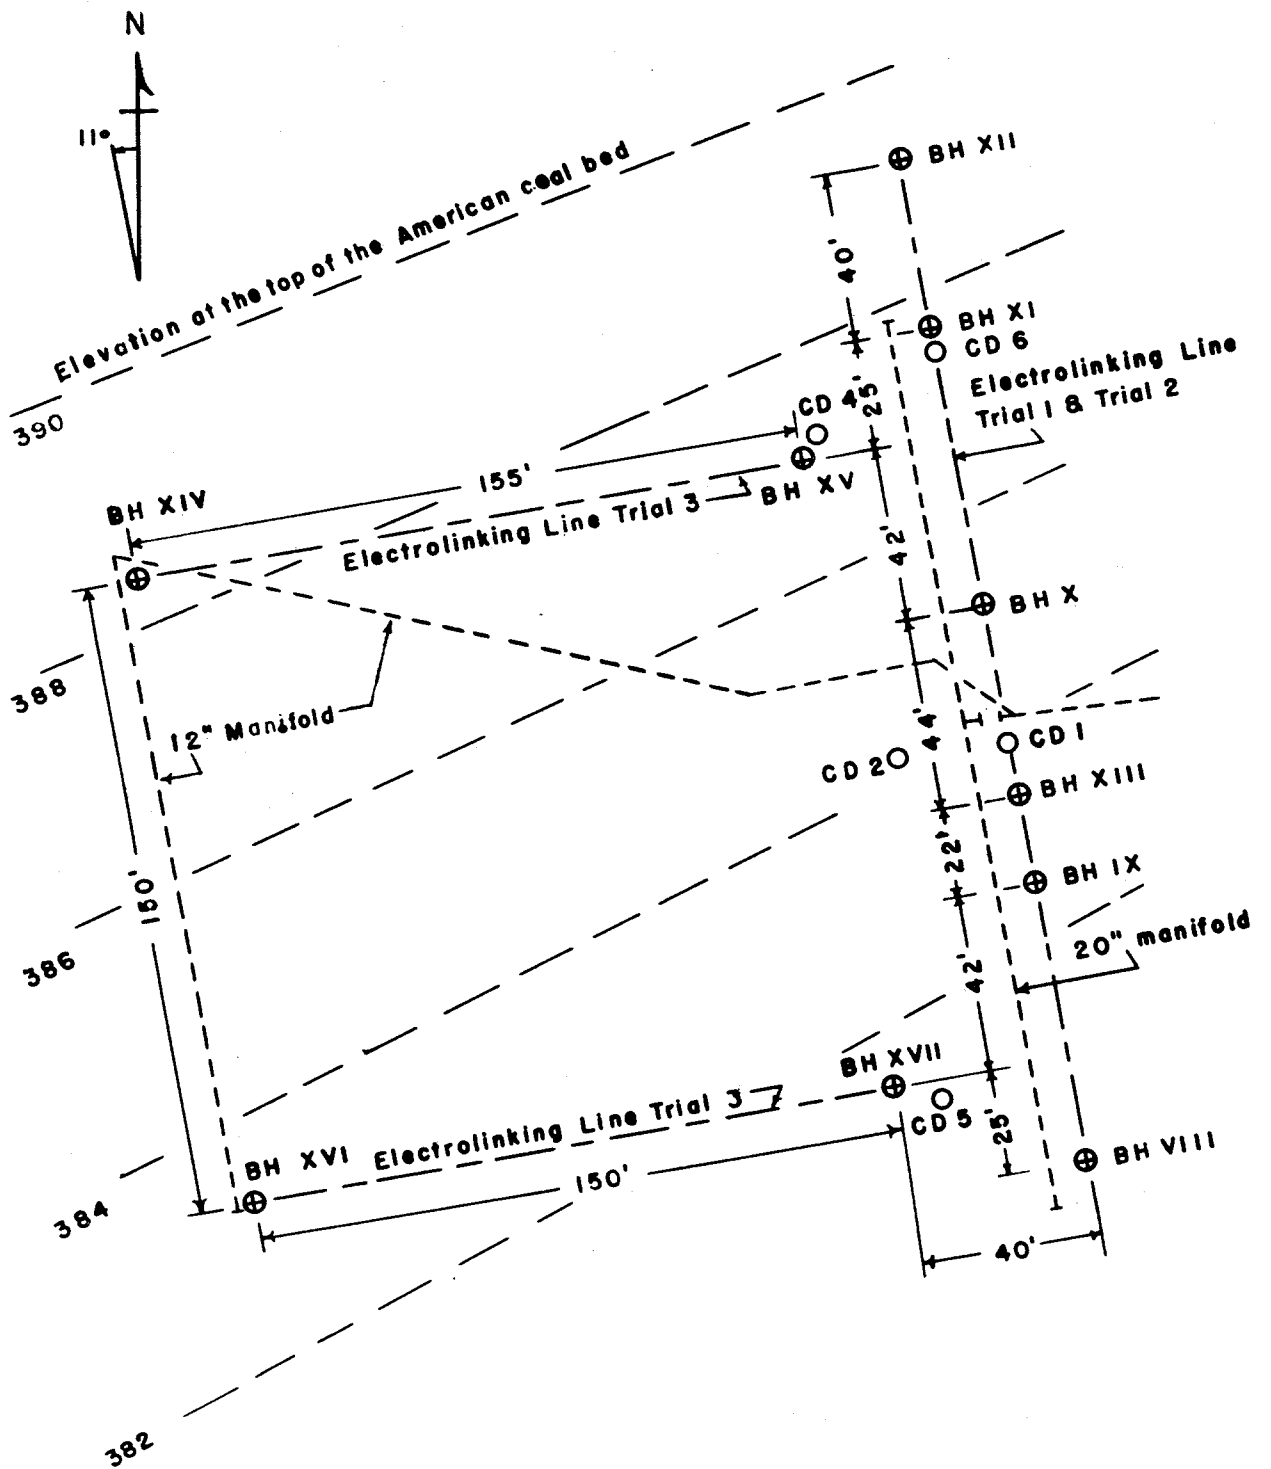 N
11°
BH XII
Elevation at the top of the American coal bed
40'
BH XI
CD 6
Electrolinking Line
Trial 1 & Trial 2
390
CD 4
25'
155'
BH XV
BH XIV
Electrolinking Line Trial 3
42'
BH X
388
12" Manifold
44'
CD 1
CD 2
BH XIII
22'
BH IX
150'
20" manifold
386
42'
BH XVII
Electrolinking Line Trial 3
CD 5
25'
BH VIII
BH XVI
150'
384
40'
382